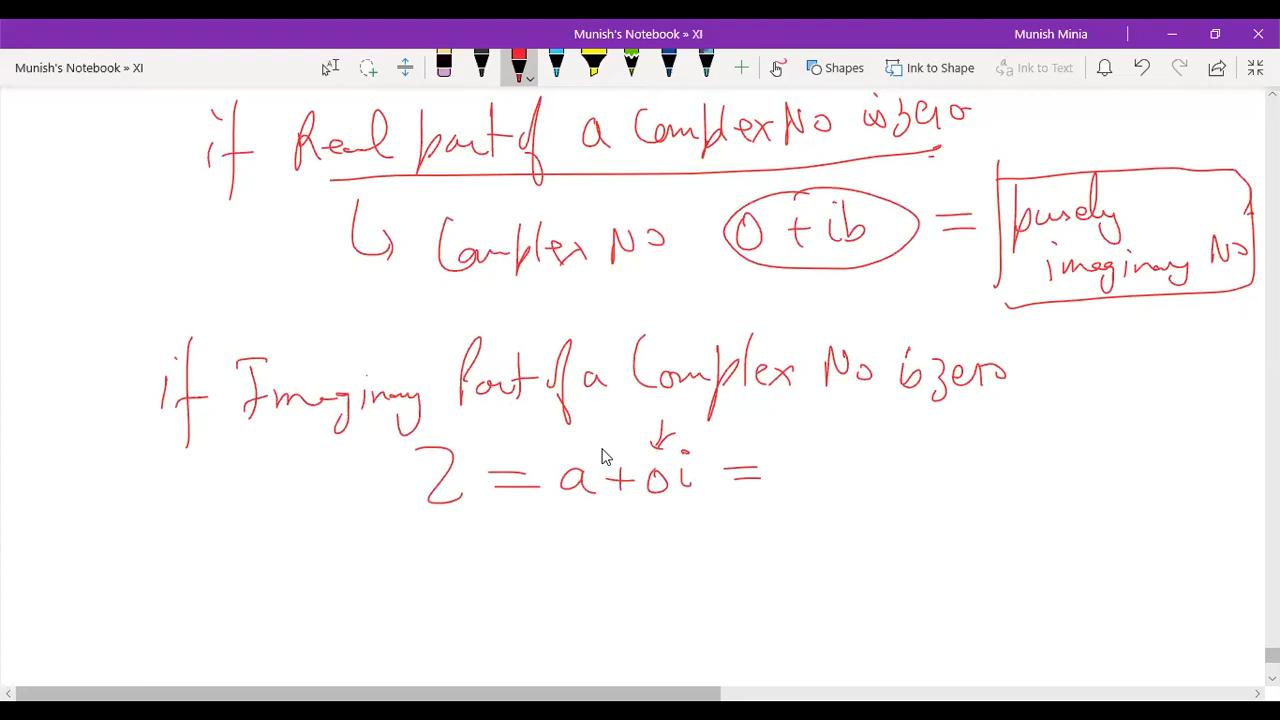 Munish's Notebook » XI
Munish Minia
Munish's Notebook » XI
Shapes
Ink to Shape
Ink to Text
if Real part of a Complex No is zero
Complex No 0 + ib = purely
imaginary No
if Imaginary Part of a Complex No is zero
Z = a + 0i =